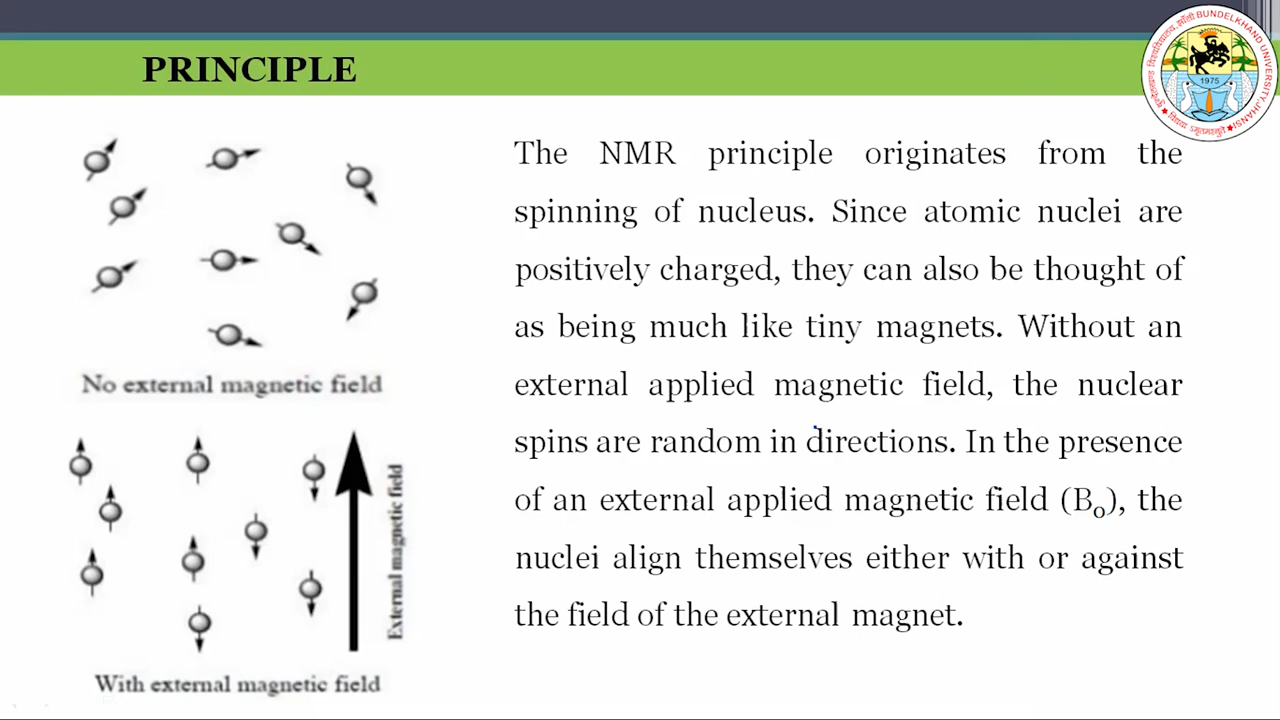 PRINCIPLE
BUNDELKHAND UNIVERSITY, JHANSI
1975
No external magnetic field
External magnetic field
With external magnetic field
The NMR principle originates from the
spinning of nucleus. Since atomic nuclei are
positively charged, they can also be thought of
as being much like tiny magnets. Without an
external applied magnetic field, the nuclear
spins are random in directions. In the presence
of an external applied magnetic field (B₀), the
nuclei align themselves either with or against
the field of the external magnet.